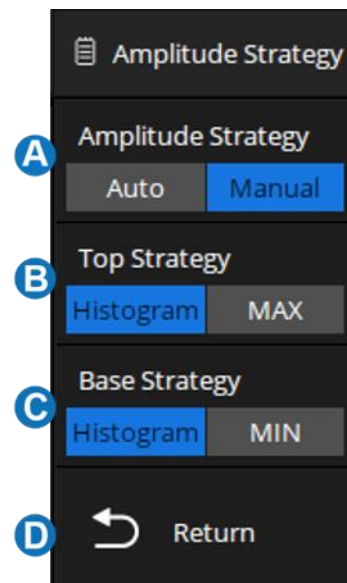 Amplitude Strategy
A
Amplitude Strategy
Auto Manual
B
Top Strategy
Histogram MAX
C
Base Strategy
Histogram MIN
D
Return